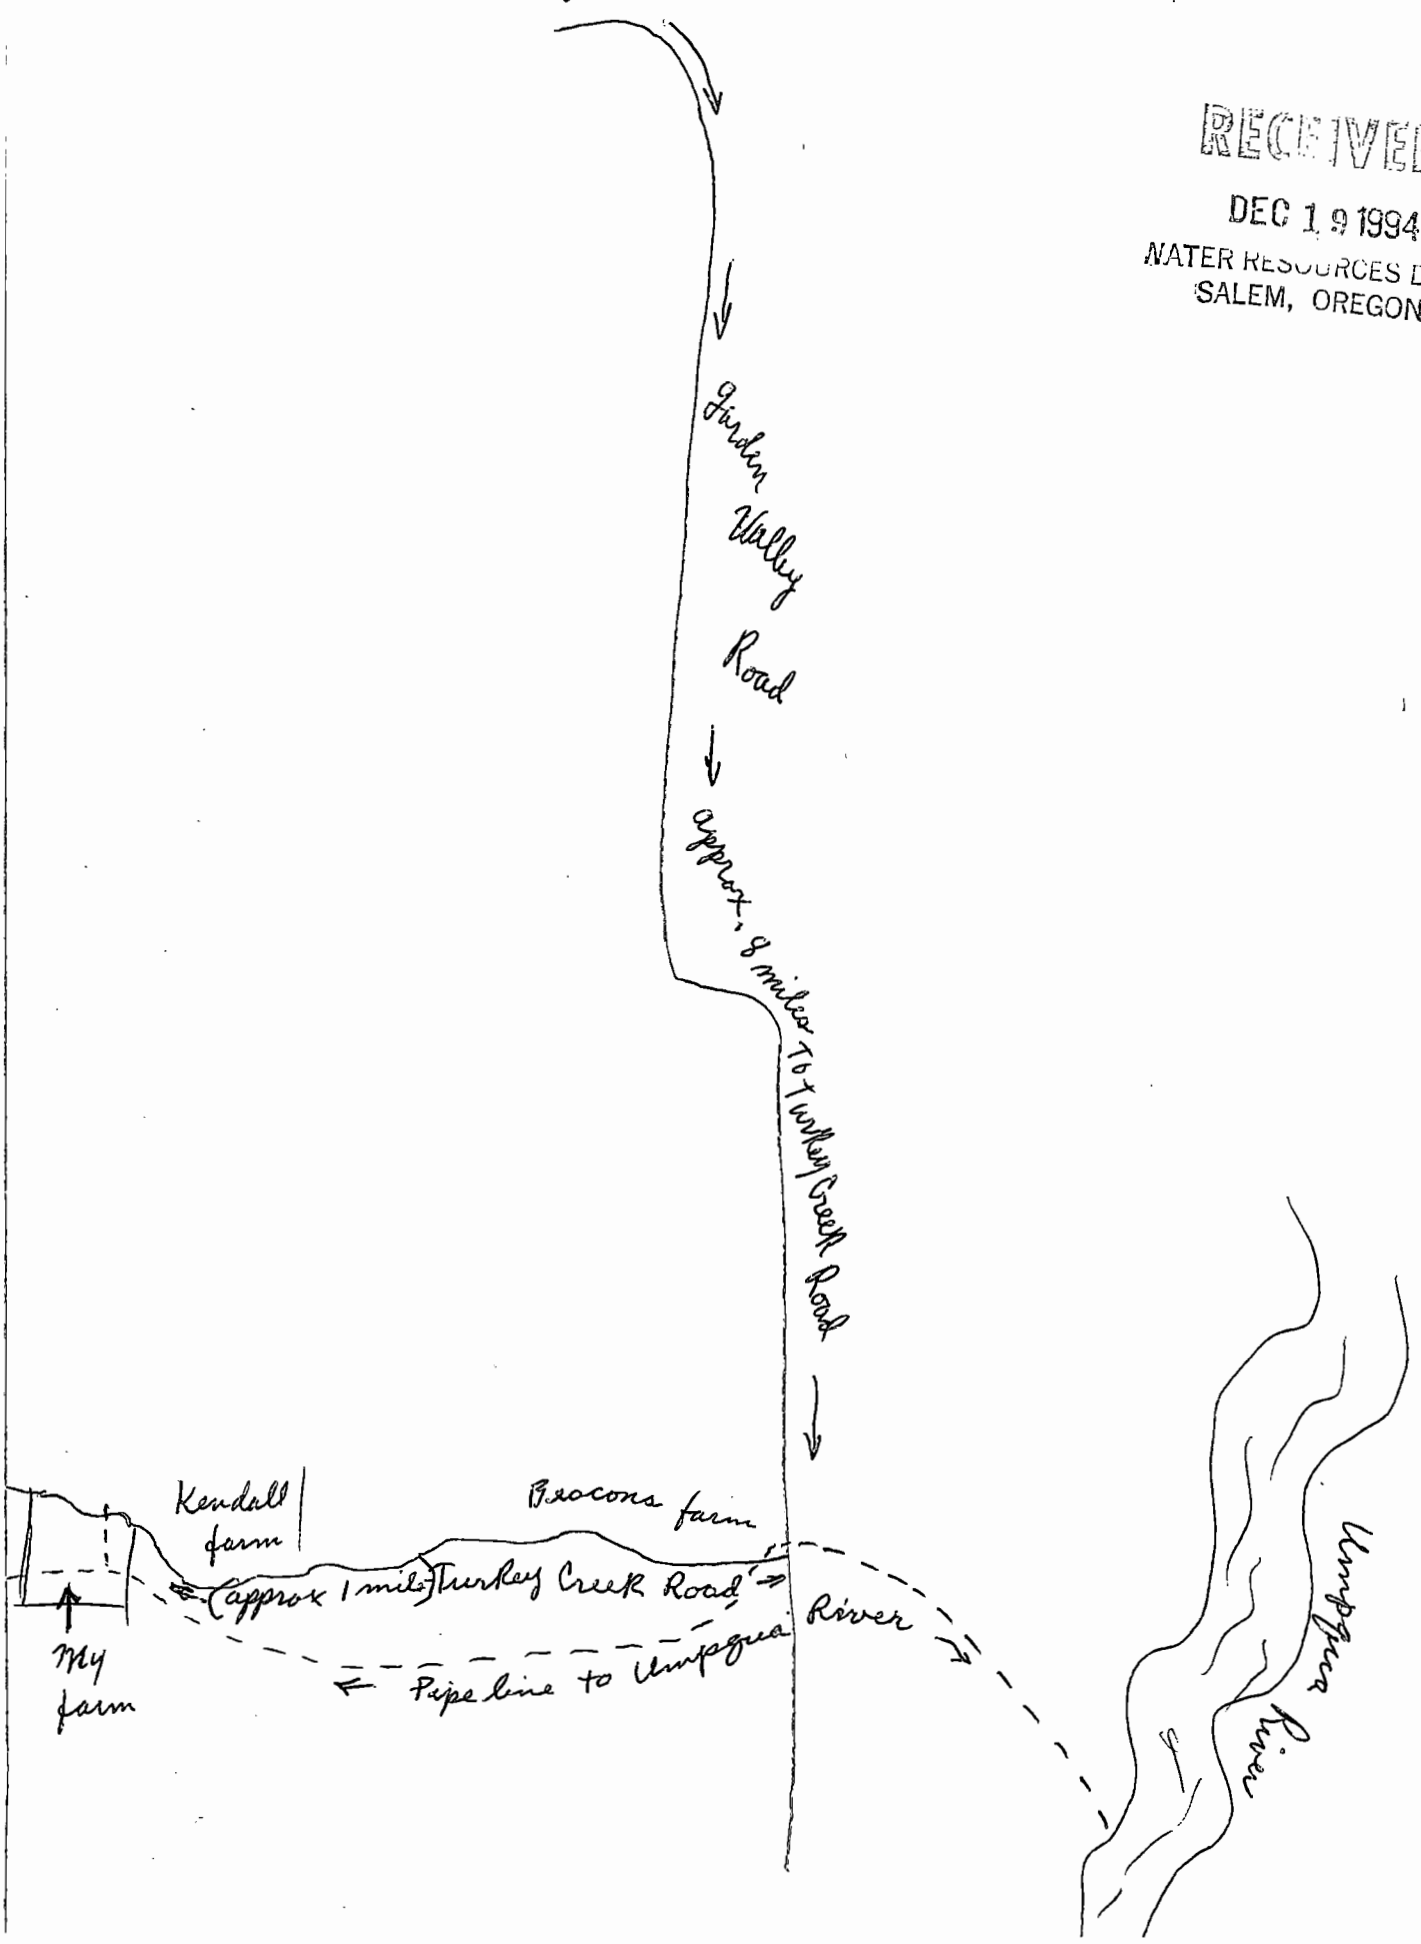 RECEIVED
DEC 19 1994
WATER RESOURCES D
SALEM, OREGON
Garden
Valley
Road
approx. 8 miles To Turkey Creek Road
Kendall
farm
Beacons farm
(approx 1 mile) Turkey Creek Road
Pipe line to Umpqua River
My
farm
Umpqua River